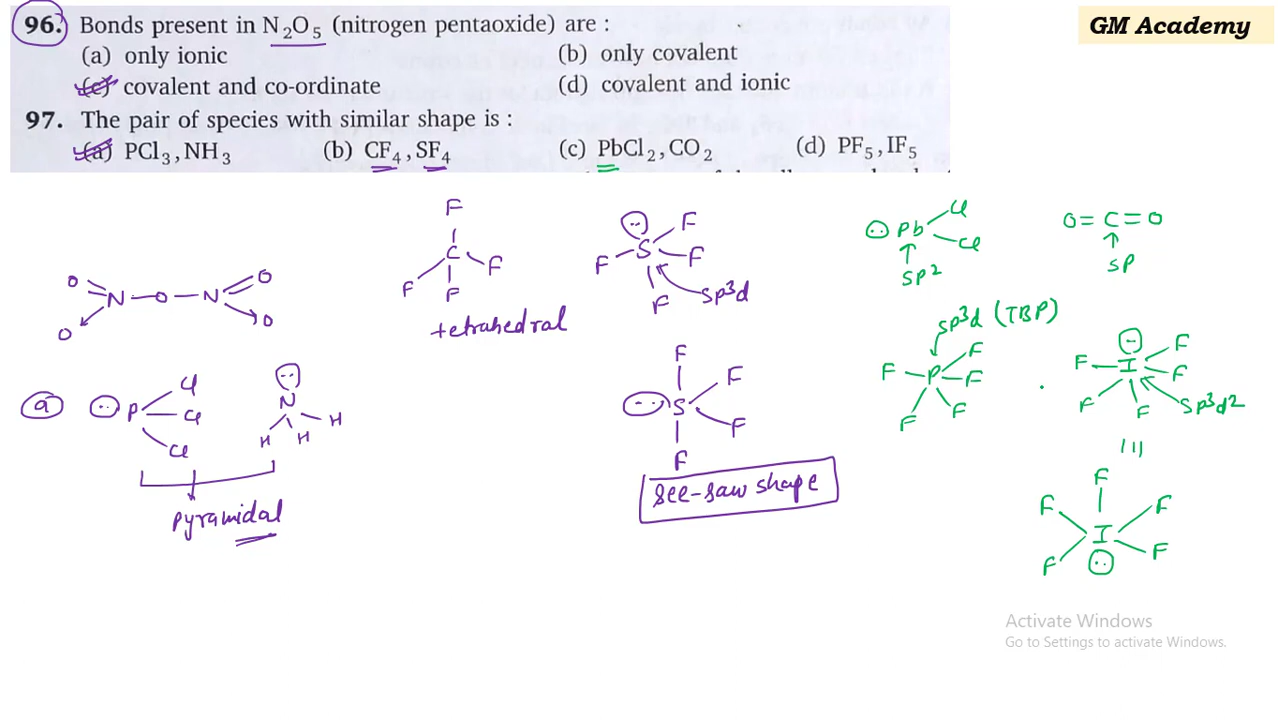 GM Academy
96. Bonds present in N2O5 (nitrogen pentaoxide) are :
(a) only ionic (b) only covalent
(c) covalent and co-ordinate (d) covalent and ionic
97. The pair of species with similar shape is :
(a) PCl3, NH3 (b) CF4, SF4 (c) PbCl2, CO2 (d) PF5, IF5
O N O N O
O O
F
C
F F F
tetrahedral
F S F F
F
sp3d
Pb Cl
Cl
sp2
O=C=O
sp
(a) P Cl
Cl
Cl
N
H H H
pyramidal
F
S F
F
F
see-saw shape
sp3d (TBP)
F P F F
F F
F I F F
F F
sp3d2
F
F I F
F F
Activate Windows
Go to Settings to activate Windows.